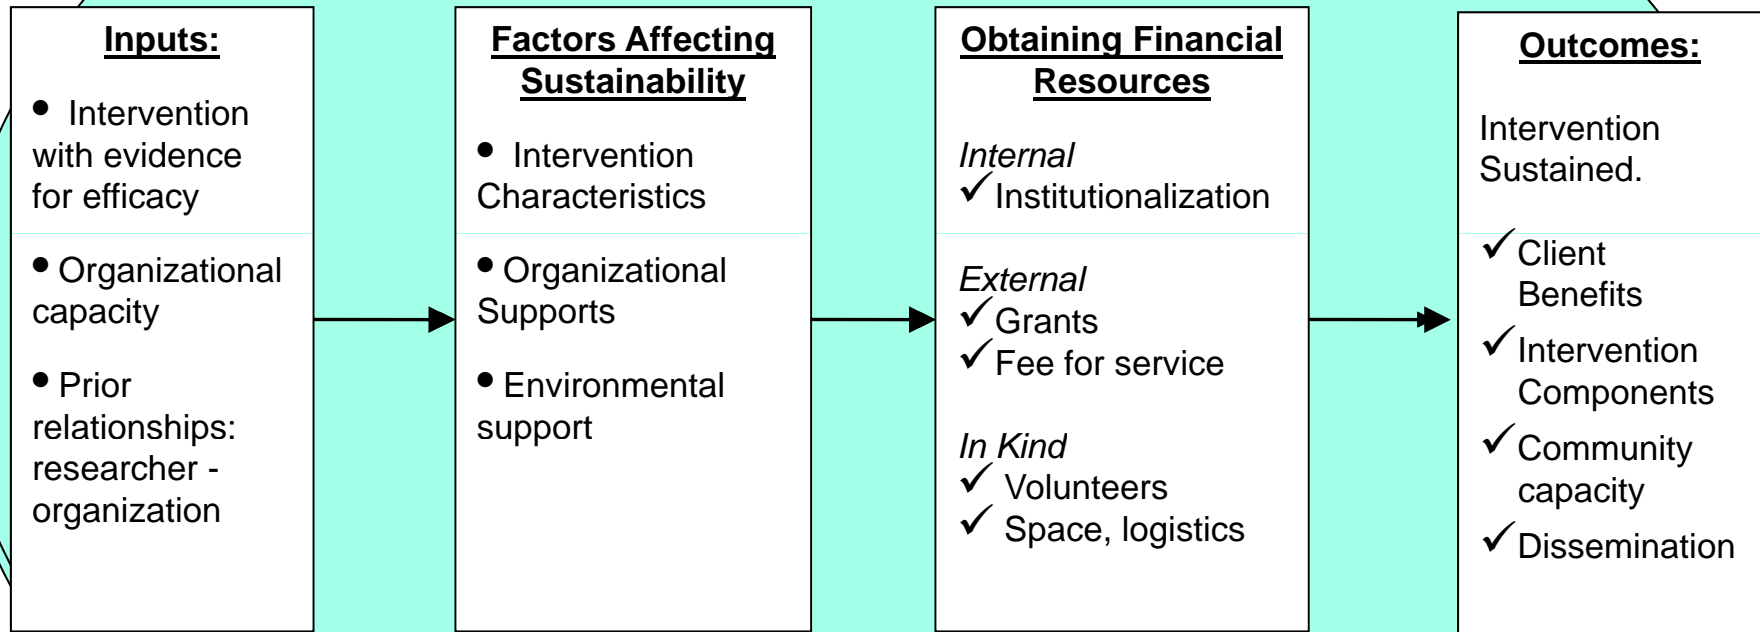 Inputs:
• Intervention
with evidence
for efficacy
• Organizational
capacity
• Prior
relationships:
researcher -
organization
Factors Affecting
Sustainability
• Intervention
Characteristics
• Organizational
Supports
• Environmental
support
Obtaining Financial
Resources
Internal
✓Institutionalization
External
✓Grants
✓Fee for service
In Kind
✓ Volunteers
✓ Space, logistics
Outcomes:
Intervention
Sustained.
✓Client
Benefits
✓Intervention
Components
✓Community
capacity
✓Dissemination